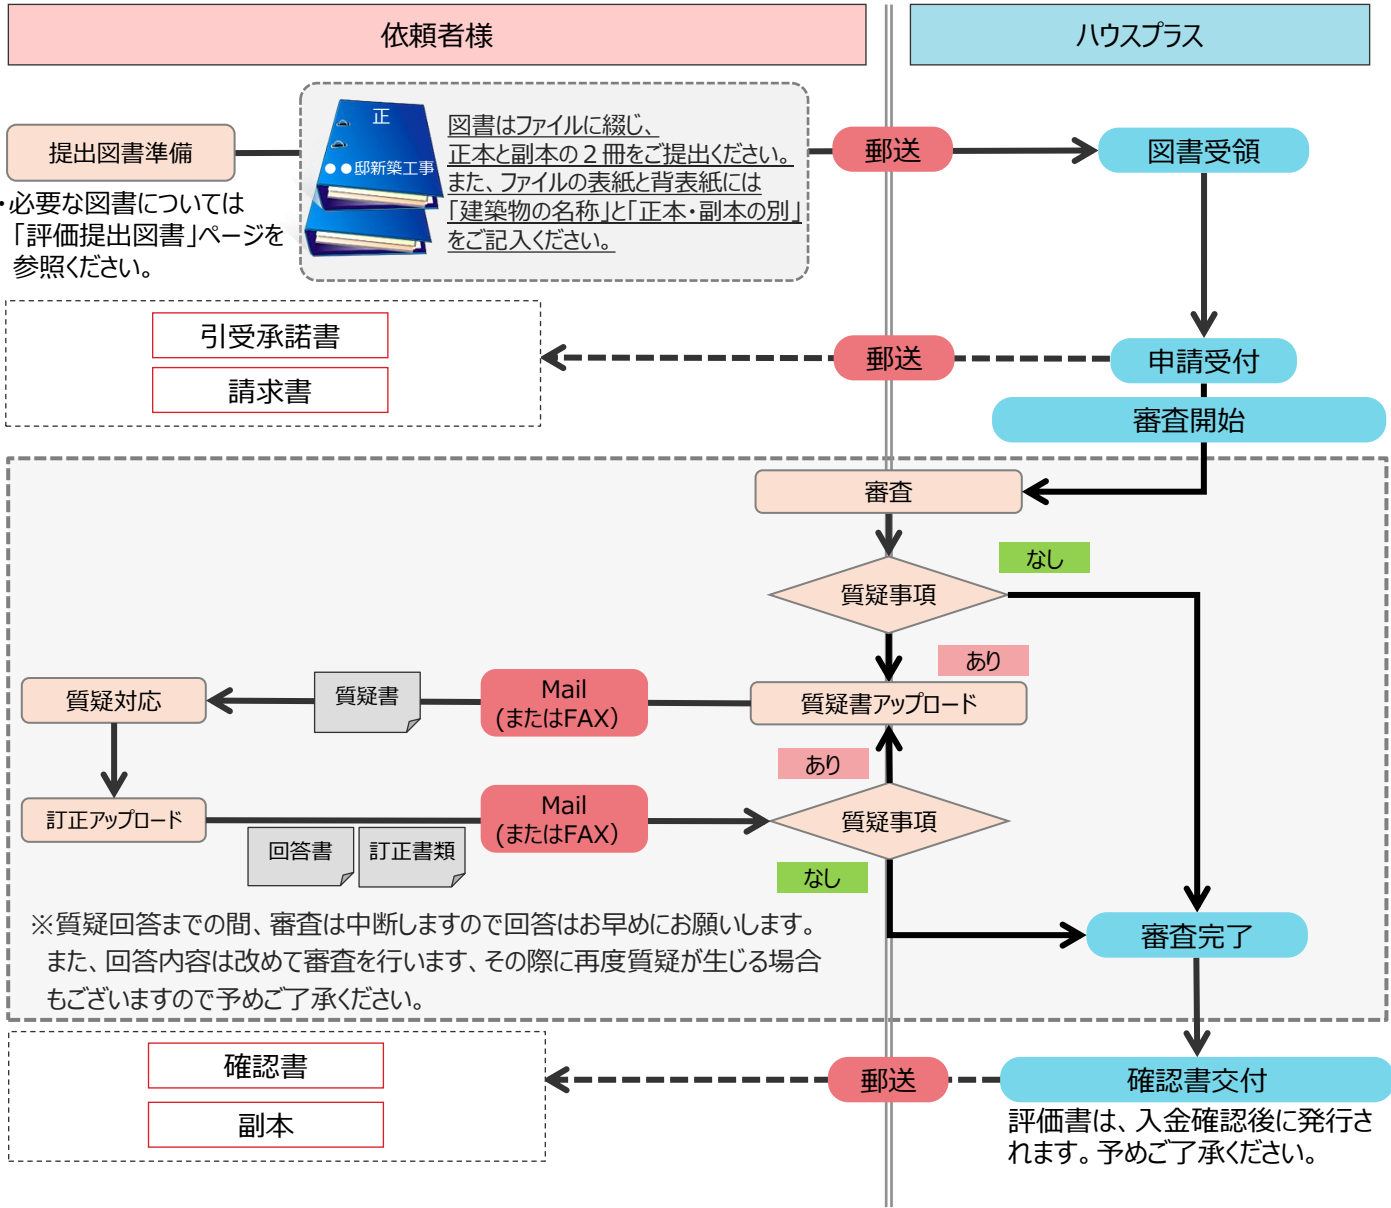 依頼者様
ハウスプラス
提出図書準備
・必要な図書については
「評価提出図書」ページを
参照ください。
正
●●邸新築工事
図書はファイルに綴じ、
正本と副本の２冊をご提出ください。
また、ファイルの表紙と背表紙には
「建築物の名称」と「正本・副本の別」
をご記入ください。
郵送
図書受領
引受承諾書
請求書
郵送
申請受付
審査開始
審査
質疑事項
なし
あり
質疑対応
質疑書
Mail
(またはFAX)
質疑書アップロード
あり
訂正アップロード
回答書
訂正書類
Mail
(またはFAX)
質疑事項
なし
※質疑回答までの間、審査は中断しますので回答はお早めにお願いします。
また、回答内容は改めて審査を行います、その際に再度質疑が生じる場合
もございますので予めご了承ください。
審査完了
確認書
副本
郵送
確認書交付
評価書は、入金確認後に発行さ
れます。予めご了承ください。